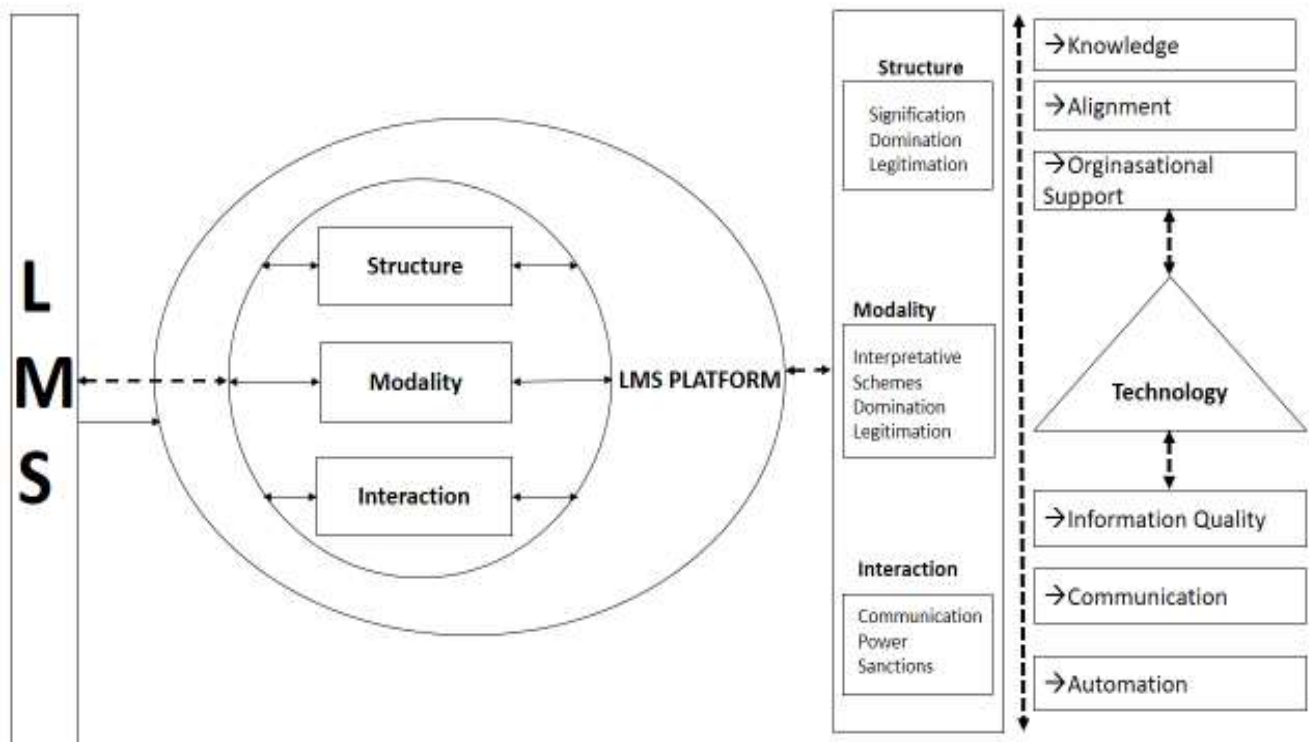 L
M
S
Structure
Modality
Interaction
LMS PLATFORM
Structure
Signification
Domination
Legitimation
Modality
Interpretative
Schemes
Domination
Legitimation
Interaction
Communication
Power
Sanctions
→Knowledge
→Alignment
→Orginasational
Support
Technology
→Information Quality
→Communication
→Automation